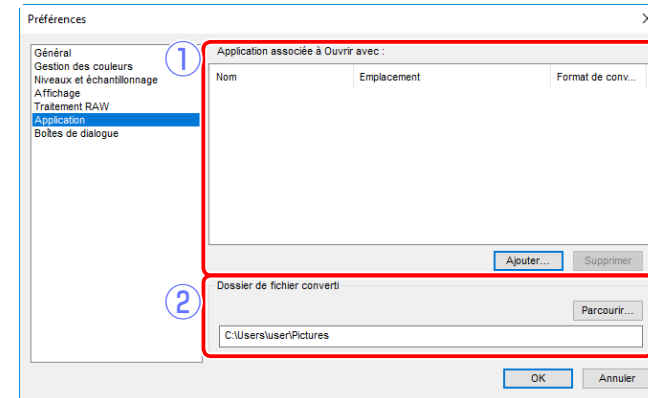 Préférences
Général
Gestion des couleurs
Niveaux et échantillonnage
Affichage
Traitement RAW
Application
Boîtes de dialogue
1
Application associée à Ouvrir avec :
Nom Emplacement Format de conv...
Ajouter... Supprimer
2
Dossier de fichier converti
Parcourir...
C:\Users\user\Pictures
OK Annuler